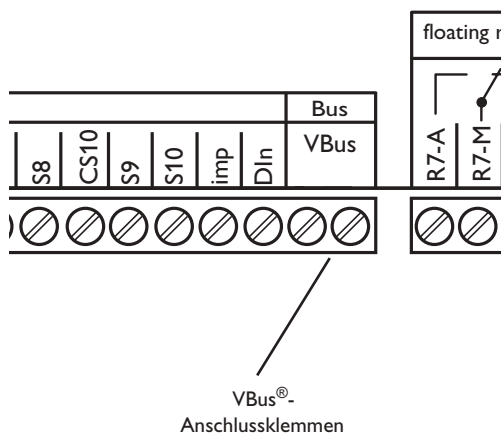 floating r
Bus
S8
CS10
S9
S10
imp
DIn
VBus
R7-A
R7-M
VBus®-
Anschlussklemmen